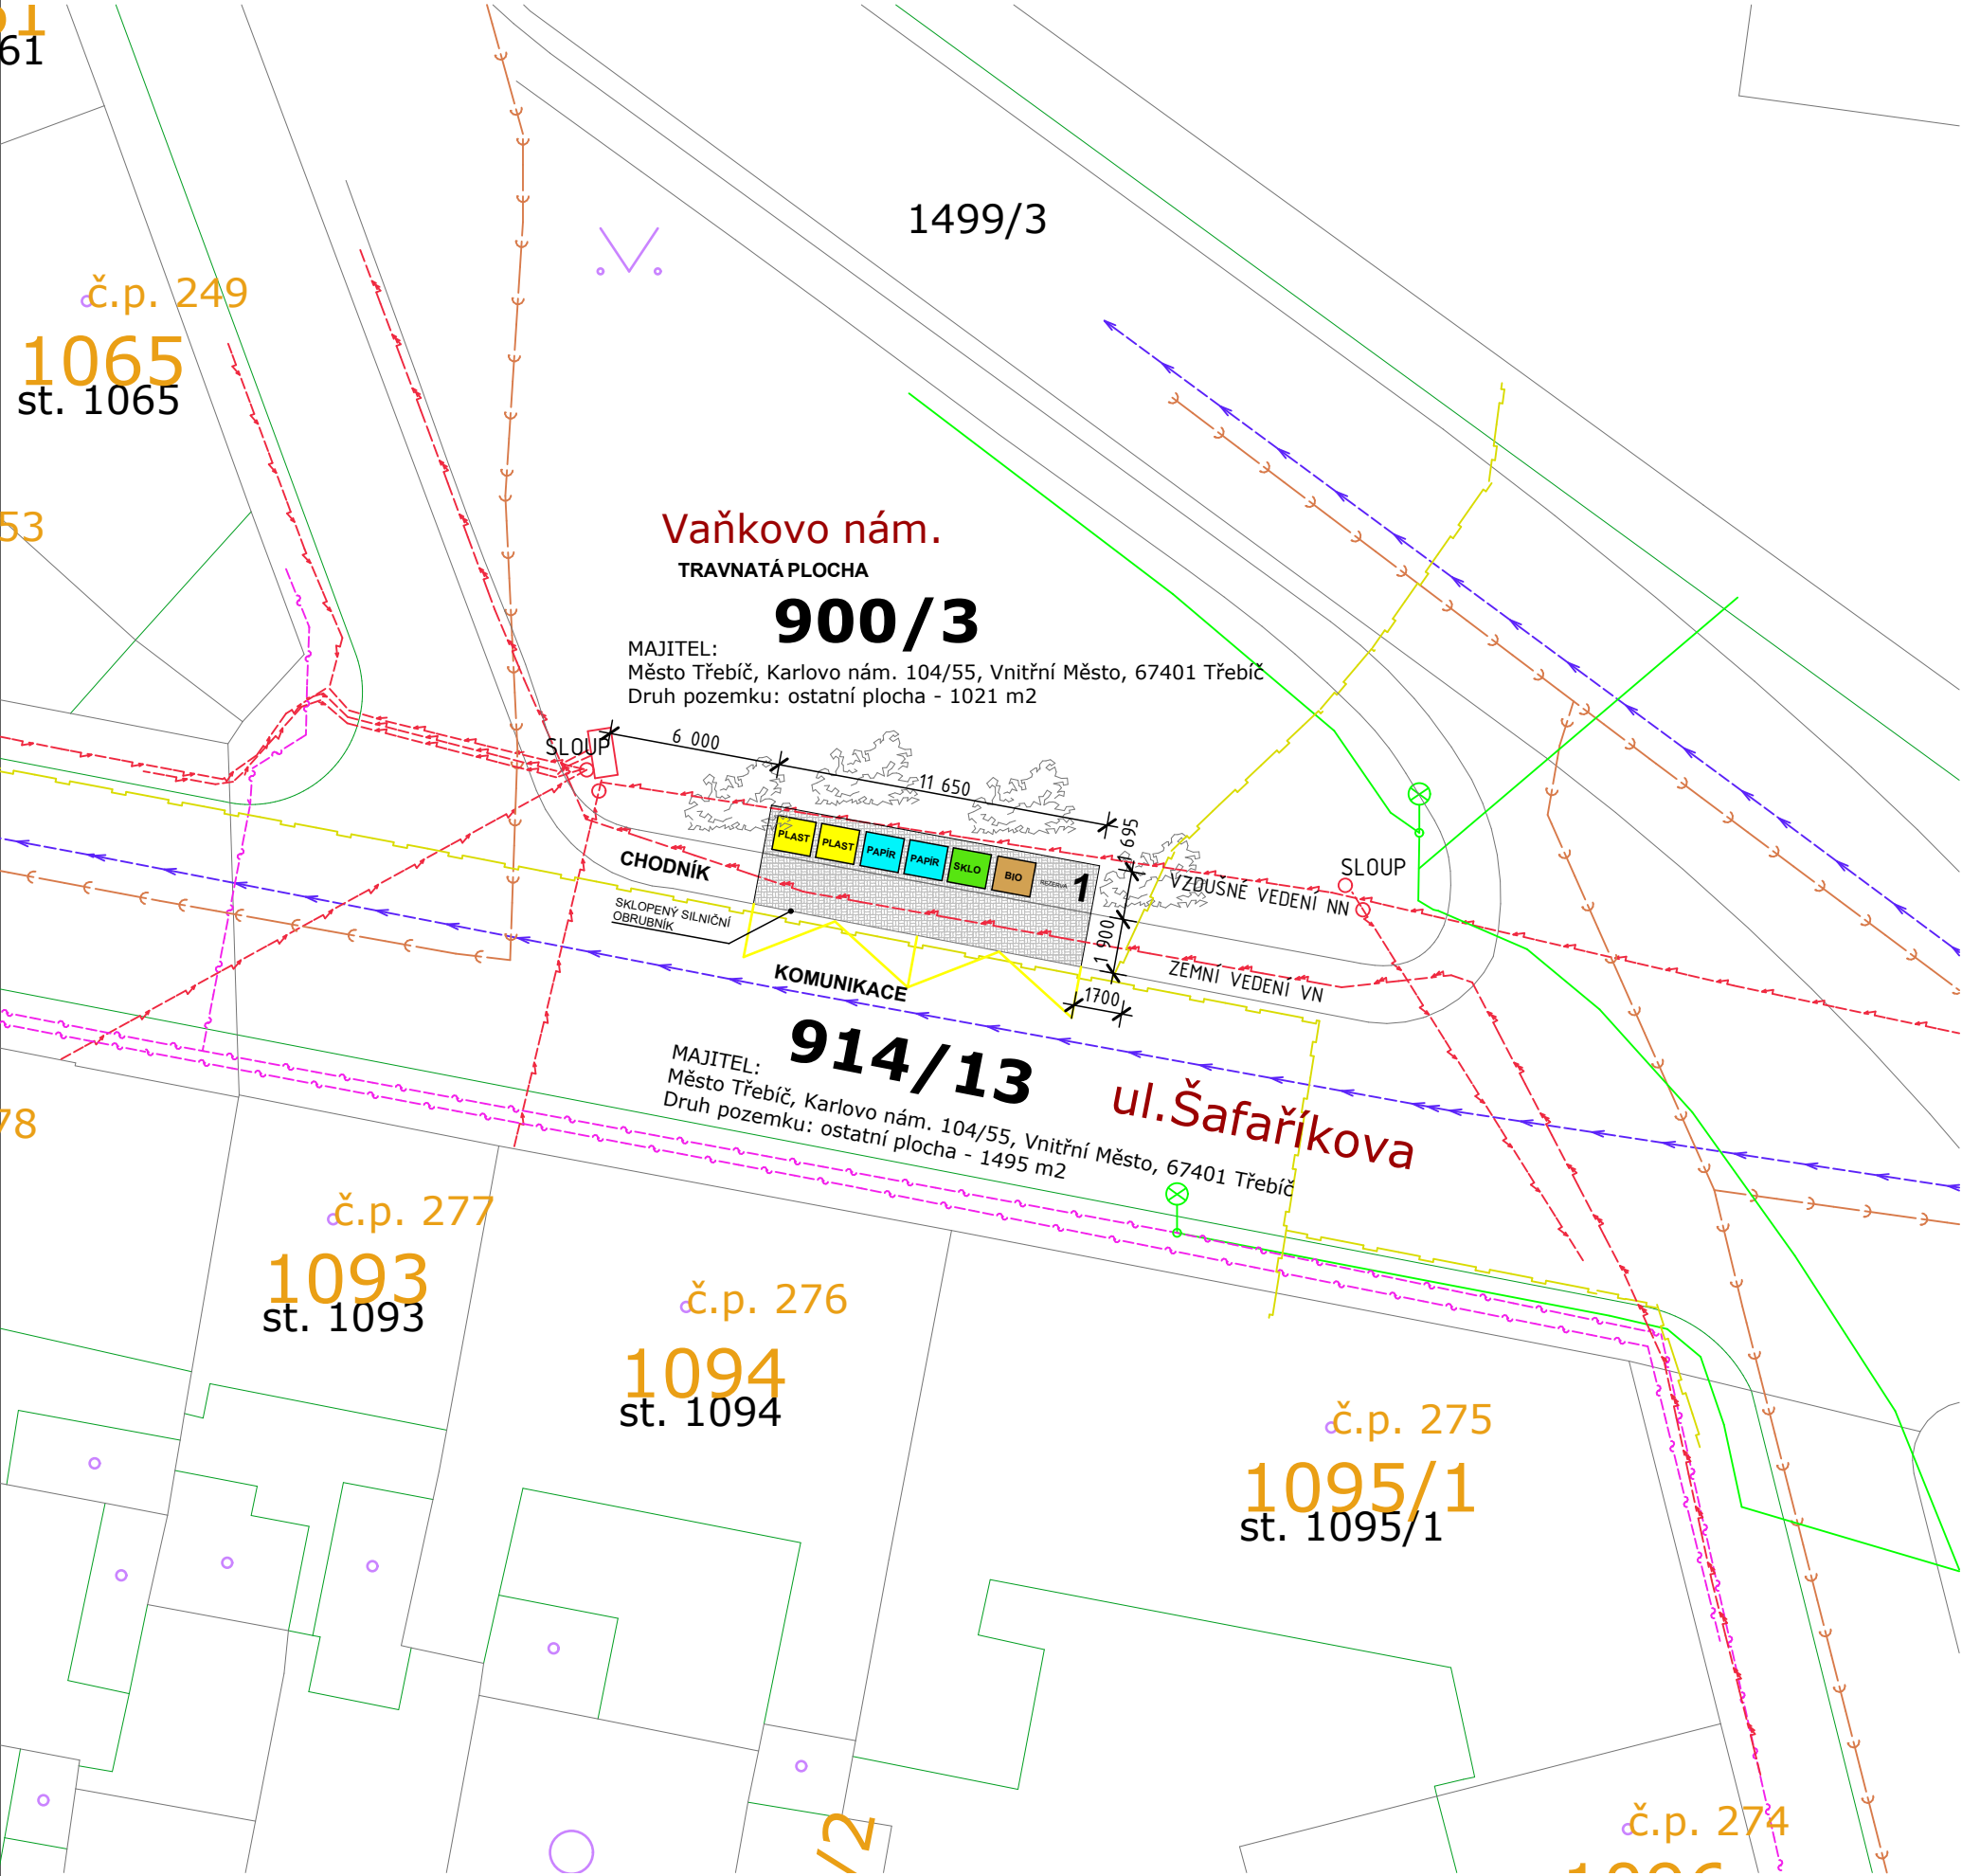 61
1499/3
č.p. 249
1065
st. 1065
53
Vaňkovo nám.
TRAVNATÁ PLOCHA
900/3
MAJITEL:
Město Třebíč, Karlovo nám. 104/55, Vnitřní Město, 67401 Třebíč
Druh pozemku: ostatní plocha - 1021 m2
SLOUP
6 000
11 650
1 695
PLAST
PLAST
PAPÍR
PAPÍR
SKLO
BIO
REZERVA
1
CHODNÍK
SLOUP
VZDUŠNÉ VEDENÍ NN
SKLOPENÝ SILNIČNÍ
OBRUBNÍK
1 900
KOMUNIKACE
ZEMNÍ VEDENÍ VN
1700
914/13
MAJITEL:
Město Třebíč, Karlovo nám. 104/55, Vnitřní Město, 67401 Třebíč
Druh pozemku: ostatní plocha - 1495 m2
ul.Šafaříkova
78
č.p. 277
1093
st. 1093
č.p. 276
1094
st. 1094
č.p. 275
1095/1
st. 1095/1
/2
č.p. 274